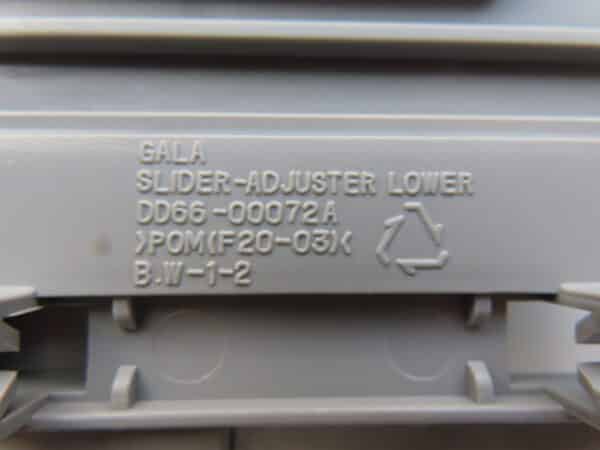 GALA
SLIDER-ADJUSTER LOWER
DD66-00072A
>POM(F20-03)<
B.W-1-2